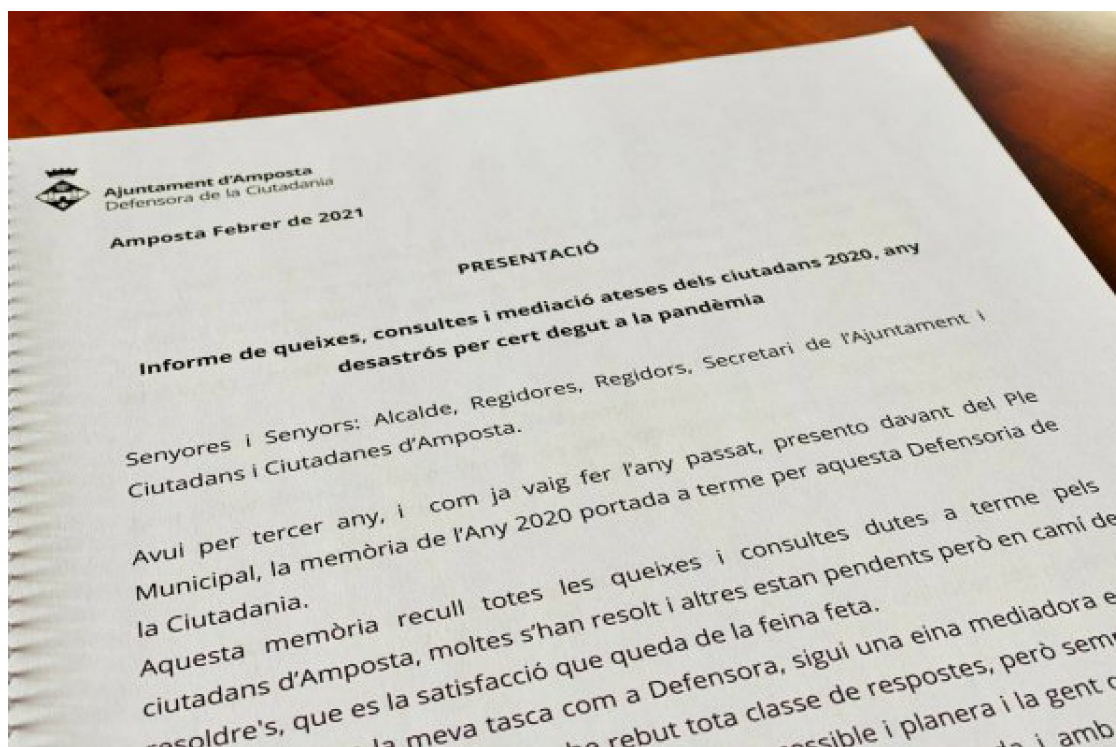 Ajuntament d'Amposta
Defensora de la Ciutadania
Amposta Febrer de 2021
PRESENTACIÓ
Informe de queixes, consultes i mediació ateses dels ciutadans 2020, any
desastrós per cert degut a la pandèmia
Senyores i Senyors: Alcalde, Regidores, Regidors, Secretari de l'Ajuntament i
Ciutadans i Ciutadanes d'Amposta.
Avui per tercer any, i com ja vaig fer l'any passat, presento davant del Ple
Municipal, la memòria de l'Any 2020 portada a terme per aquesta Defensoria de
la Ciutadania.
Aquesta memòria recull totes les queixes i consultes dutes a terme pels
ciutadans d'Amposta, moltes s'han resolt i altres estan pendents però en camí de
resoldre's, que es la satisfacció que queda de la feina feta.
la meva tasca com a Defensora, sigui una eina mediadora e
rebut tota classe de respostes, però
i planera i la gent
i amb